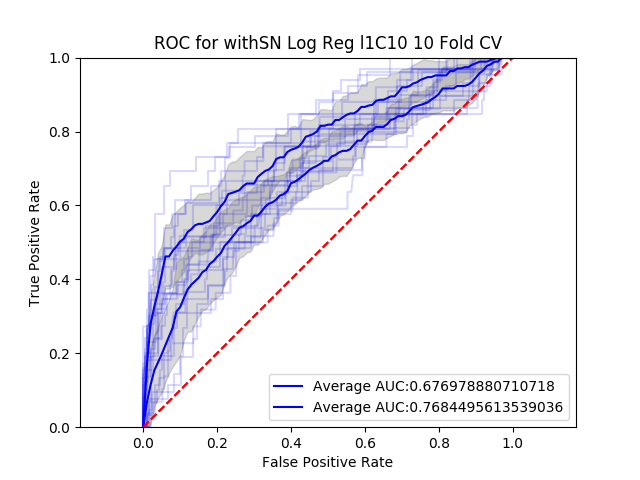 ROC for withSN Log Reg l1C10 10 Fold CV
True Positive Rate
1.0
0.8
0.6
0.4
0.2
0.0
0.0 0.2 0.4 0.6 0.8 1.0
False Positive Rate
Average AUC:0.676978880710718
Average AUC:0.7684495613539036